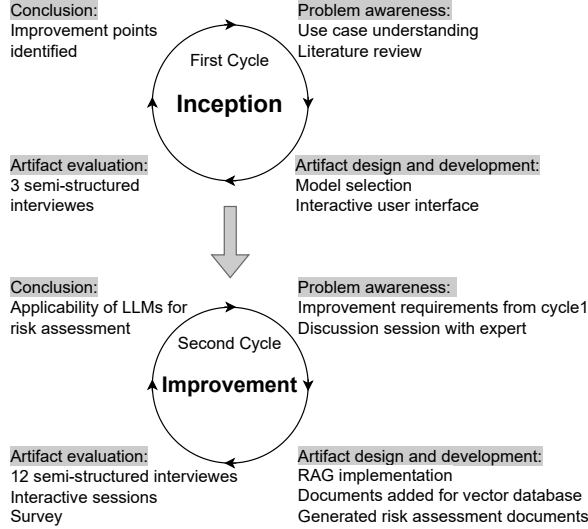 Conclusion:
Improvement points
identified
Problem awareness:
Use case understanding
Literature review
First Cycle
Inception
Artifact evaluation:
3 semi-structured
interviewes
Artifact design and development:
Model selection
Interactive user interface
Conclusion:
Applicability of LLMs for
risk assessment
Problem awareness:
Improvement requirements from cycle1
Discussion session with expert
Second Cycle
Improvement
Artifact evaluation:
12 semi-structured interviewes
Interactive sessions
Survey
Artifact design and development:
RAG implementation
Documents added for vector database
Generated risk assessment documents